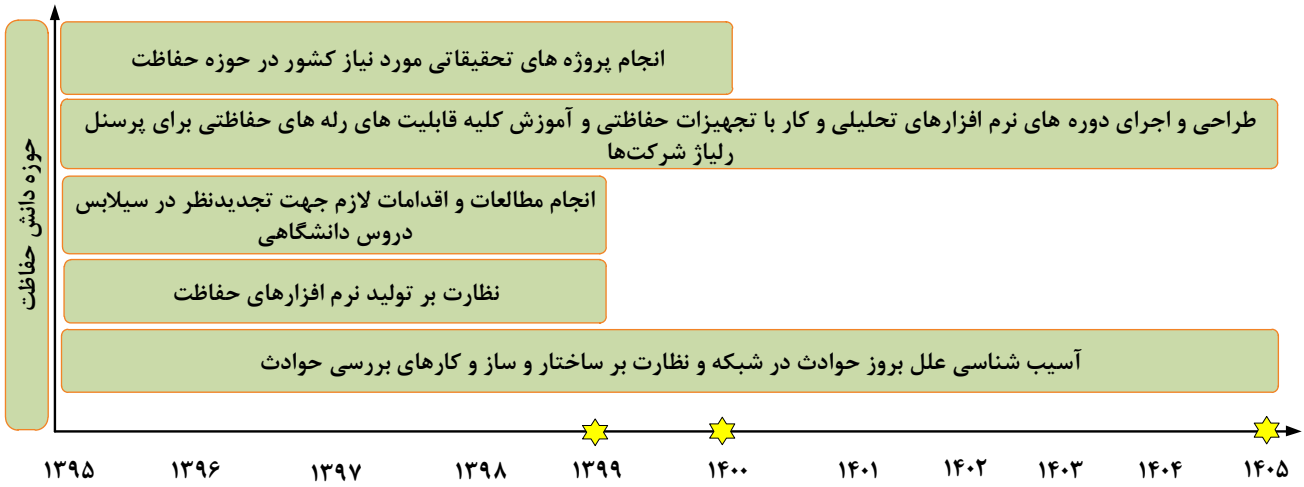 حوزه دانش حفاظت
انجام پروژه های تحقیقاتی مورد نیاز کشور در حوزه حفاظت
طراحی و اجرای دوره های نرم افزارهای تحلیلی و کار با تجهیزات حفاظتی و آموزش کلیه قابلیت های رله های حفاظتی برای پرسنل
رلیاژ شرکت‌ها
انجام مطالعات و اقدامات لازم جهت تجدیدنظر در سیلابس
دروس دانشگاهی
نظارت بر تولید نرم افزارهای حفاظت
آسیب شناسی علل بروز حوادث در شبکه و نظارت بر ساختار و ساز و کارهای بررسی حوادث
۱۳۹۵ ۱۳۹۶ ۱۳۹۷ ۱۳۹۸ ۱۳۹۹ ۱۴۰۰ ۱۴۰۱ ۱۴۰۲ ۱۴۰۳ ۱۴۰۴ ۱۴۰۵